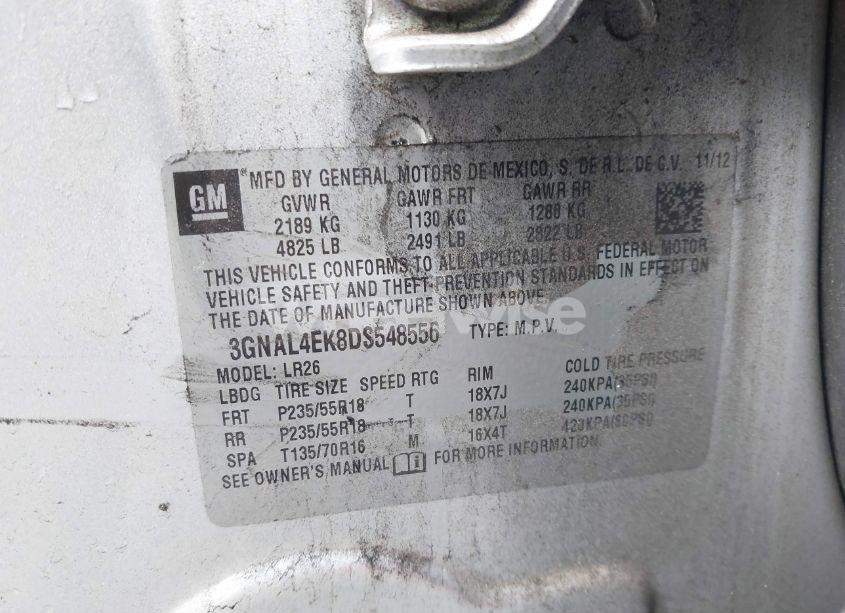 GM
® MFD BY GENERAL MOTORS DE MEXICO, S. DE R.L. DE C.V. 11/12
GVWR GAWR FRT GAWR RR
2189 KG 1130 KG 1280 KG
4825 LB 2491 LB 2822 LB
THIS VEHICLE CONFORMS TO ALL APPLICABLE U.S. FEDERAL MOTOR
VEHICLE SAFETY AND THEFT PREVENTION STANDARDS IN EFFECT ON
THE DATE OF MANUFACTURE SHOWN ABOVE.
3GNAL4EK8DS548556 TYPE: M.P.V.
MODEL: LR26
LBDG TIRE SIZE SPEED RTG RIM COLD TIRE PRESSURE
FRT P235/55R18 T 18X7J 240KPA(35PSI)
RR P235/55R18 T 18X7J 240KPA(35PSI)
SPA T135/70R16 M 16X4T 420KPA(60PSI)
SEE OWNER'S MANUAL FOR MORE INFORMATION.